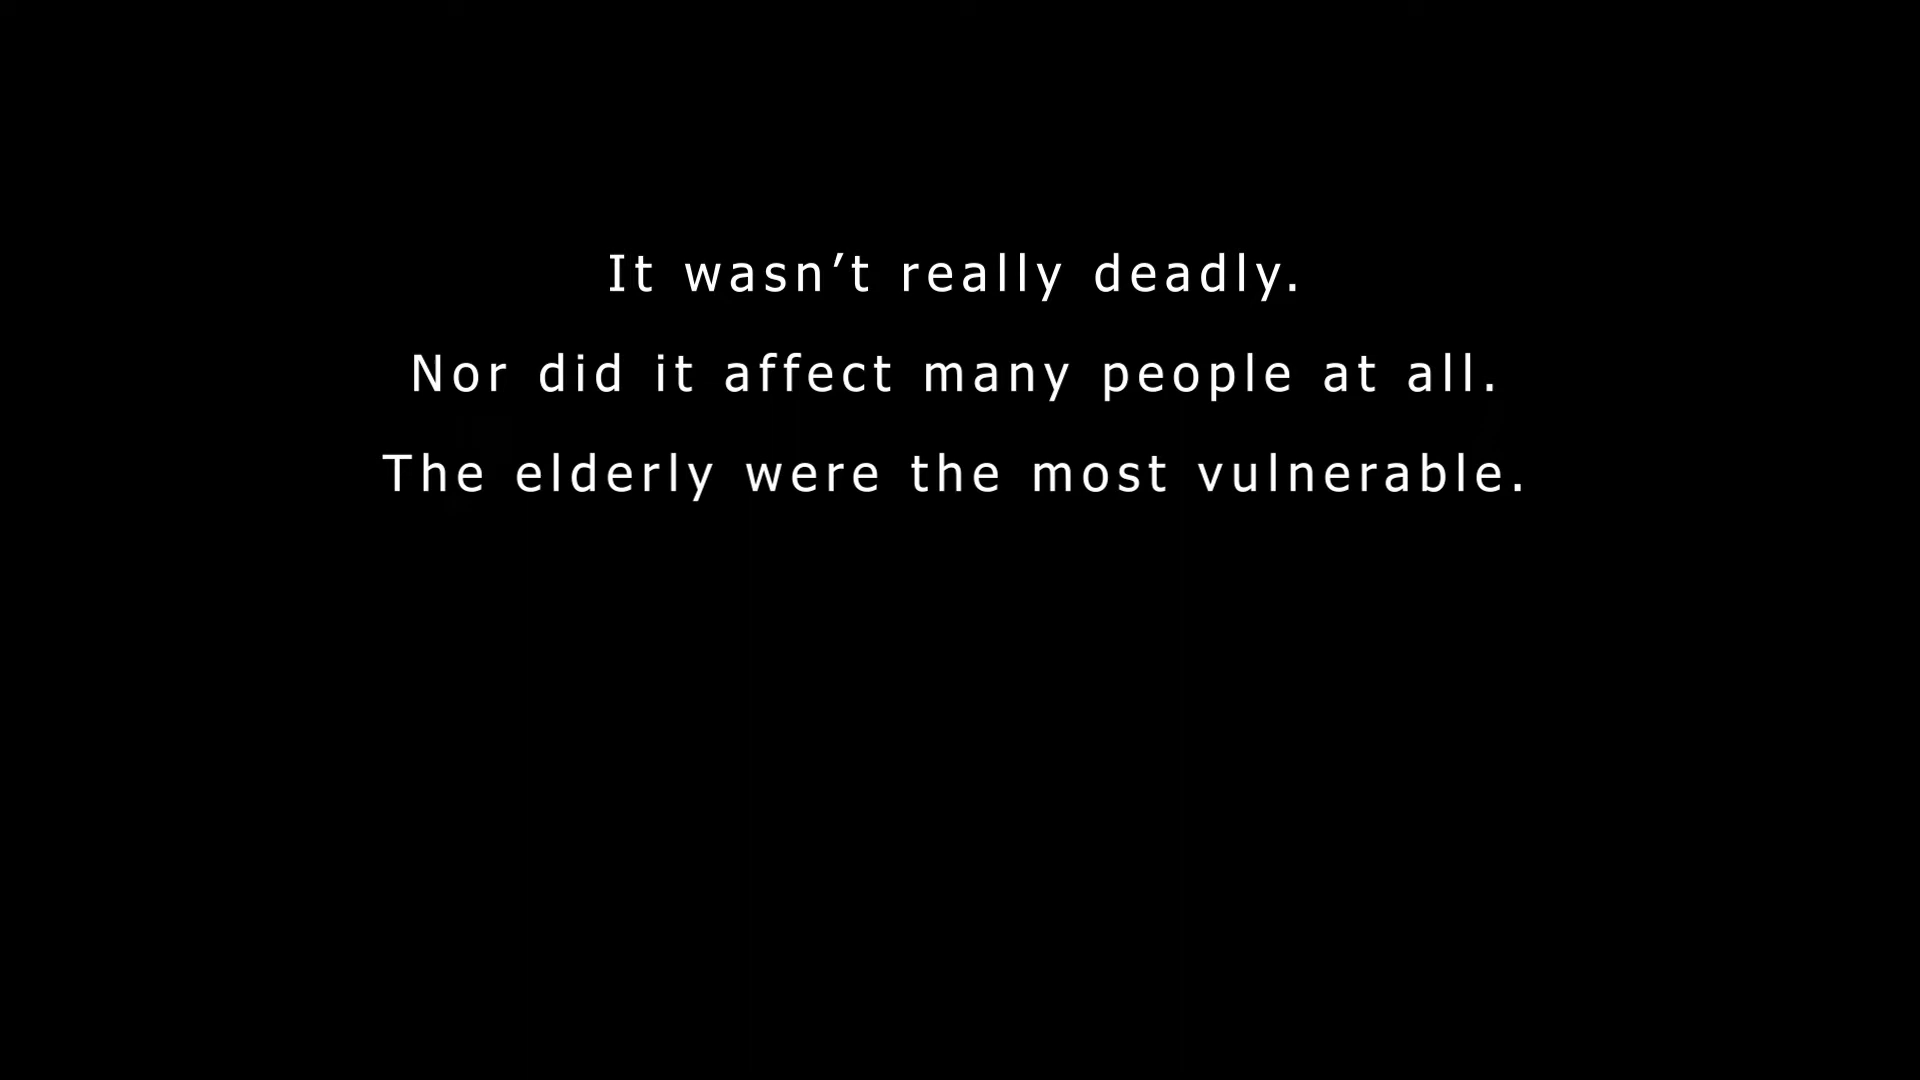 It wasn’t really deadly.
Nor did it affect many people at all.
The elderly were the most vulnerable.